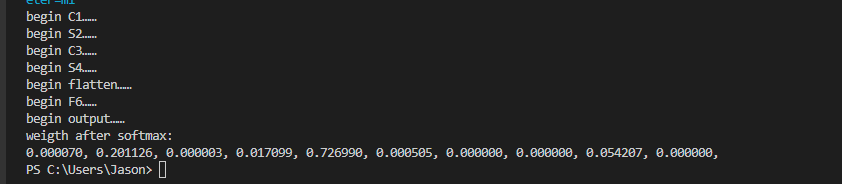 begin C1……
begin S2……
begin C3……
begin S4……
begin flatten……
begin F6……
begin output……
weigth after softmax:
0.000070, 0.201126, 0.000003, 0.017099, 0.726990, 0.000505, 0.000000, 0.000000, 0.054207, 0.000000,
PS C:\Users\Jason>